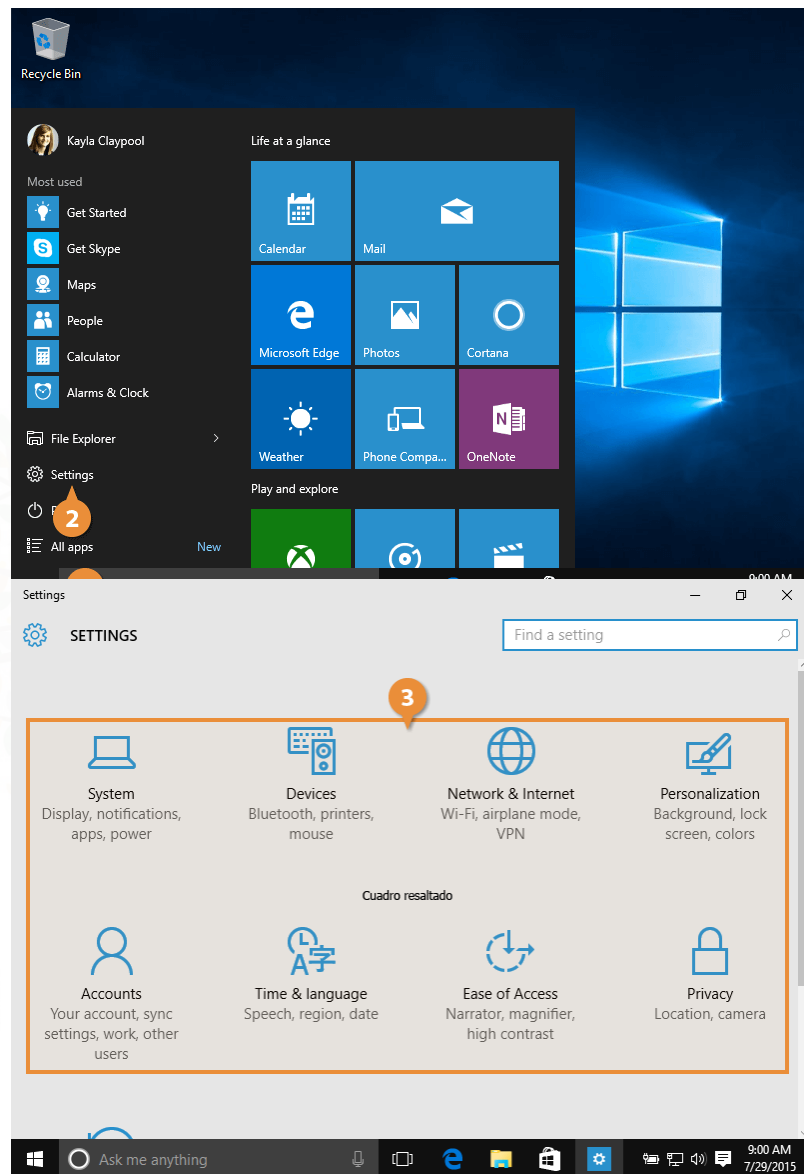 Recycle Bin
Kayla Claypool
Life at a glance
Most used
Get Started
Get Skype
Maps
People
Calculator
Alarms & Clock
File Explorer
Settings
2
All apps
New
Calendar
Mail
Microsoft Edge
Photos
Cortana
Weather
Phone Compa...
OneNote
Play and explore
9:00 AM
Settings
SETTINGS
Find a setting
3
System
Display, notifications,
apps, power
Devices
Bluetooth, printers,
mouse
Network & Internet
Wi-Fi, airplane mode,
VPN
Personalization
Background, lock
screen, colors
Cuadro resaltado
Accounts
Your account, sync
settings, work, other
users
Time & language
Speech, region, date
Ease of Access
Narrator, magnifier,
high contrast
Privacy
Location, camera
Ask me anything
9:00 AM
7/29/2015